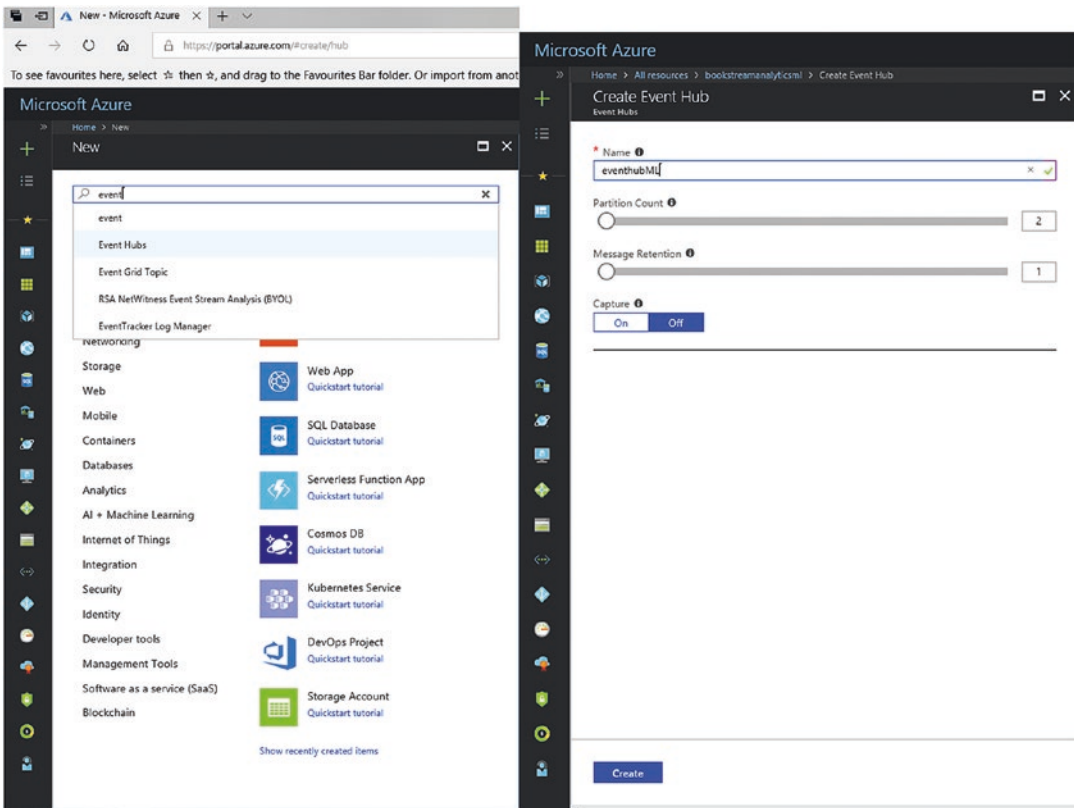 New - Microsoft Azure
https://portal.azure.com/#create/hub
To see favourites here, select ☆ then ☆, and drag to the Favourites Bar folder. Or import from anot
Microsoft Azure
Home > New
New
event
event
Event Hubs
Event Grid Topic
RSA NetWitness Event Stream Analysis (BYOL)
EventTracker Log Manager
Networking
Storage
Web
Mobile
Containers
Databases
Analytics
AI + Machine Learning
Internet of Things
Integration
Security
Identity
Developer tools
Management Tools
Software as a service (SaaS)
Blockchain
Web App
Quickstart tutorial
SQL
SQL Database
Quickstart tutorial
Serverless Function App
Quickstart tutorial
Cosmos DB
Quickstart tutorial
Kubernetes Service
Quickstart tutorial
DevOps Project
Quickstart tutorial
Storage Account
Quickstart tutorial
Show recently created items
Microsoft Azure
Home > All resources > bookstreamanalyticsml > Create Event Hub
Create Event Hub
Event Hubs
* Name
eventhubML
Partition Count
2
Message Retention
1
Capture
On Off
Create